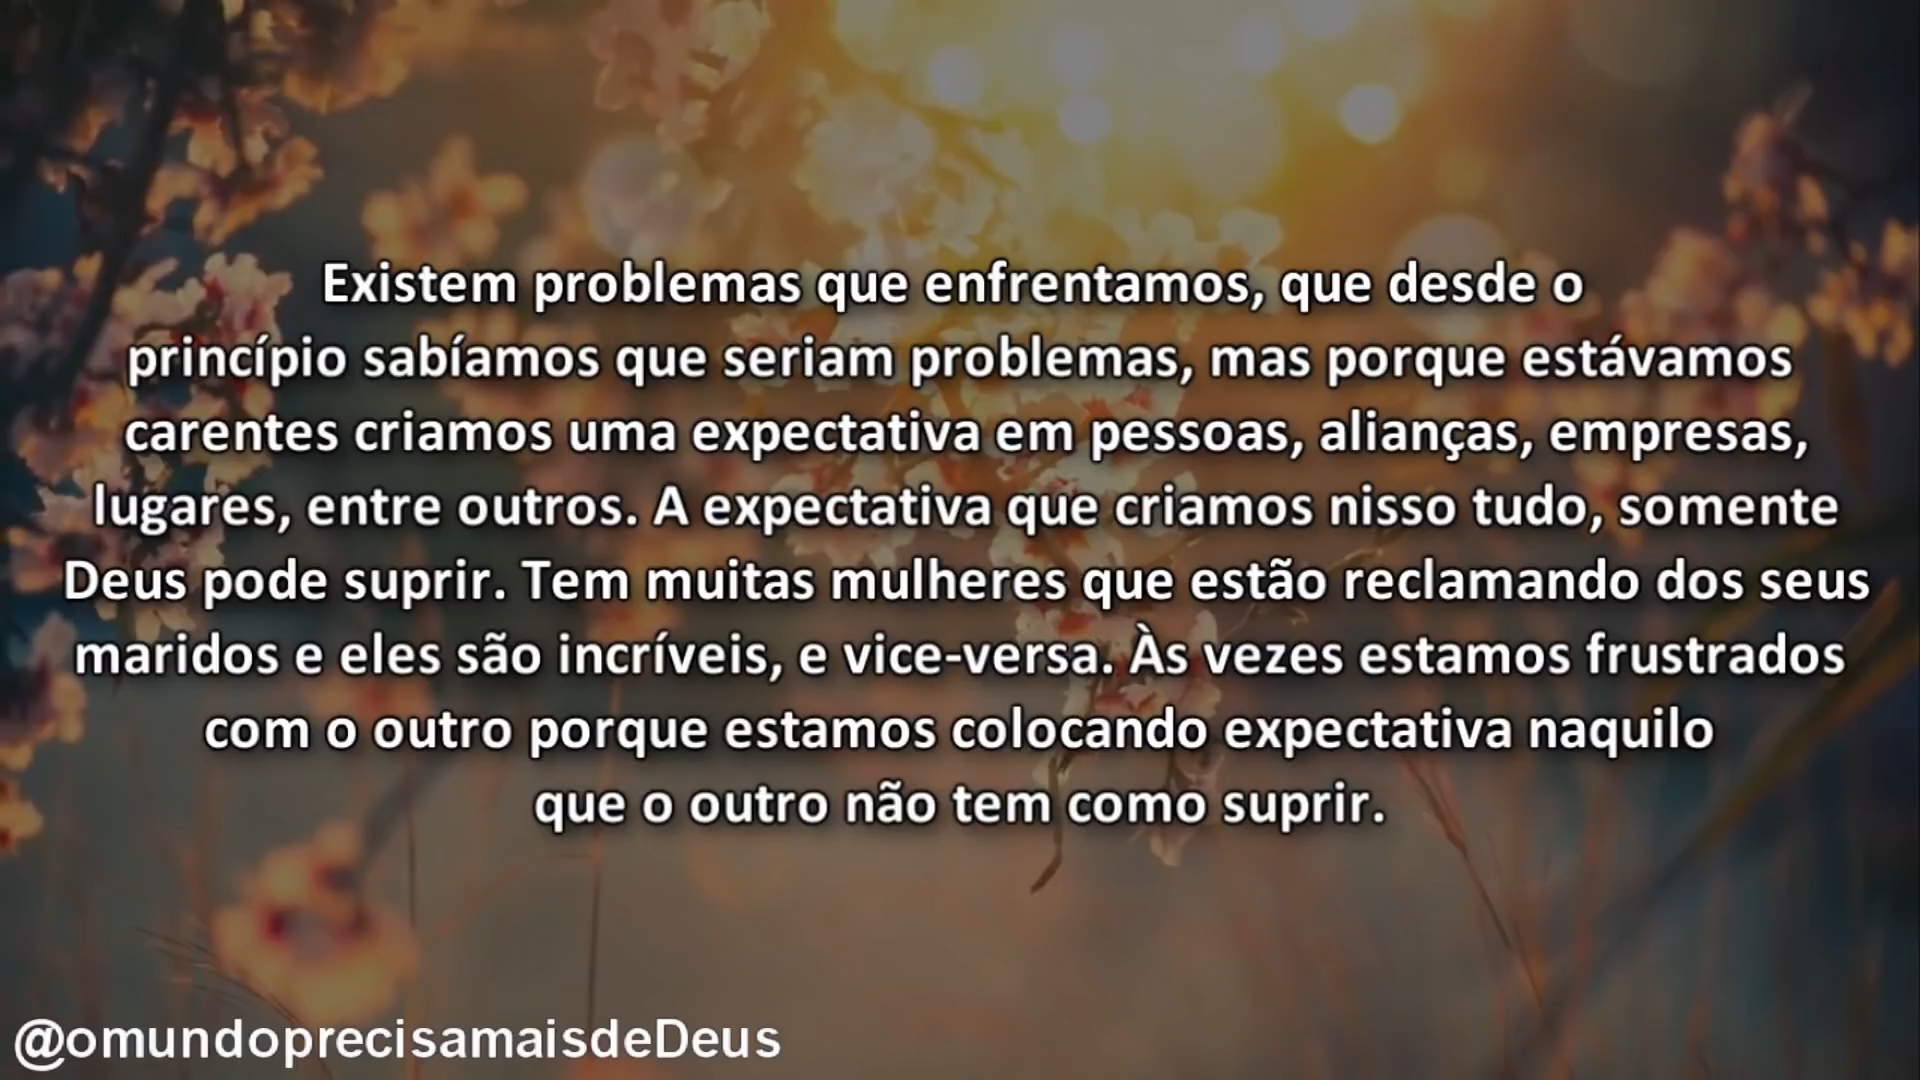 Existem problemas que enfrentamos, que desde o
princípio sabíamos que seriam problemas, mas porque estávamos
carentes criamos uma expectativa em pessoas, alianças, empresas,
lugares, entre outros. A expectativa que criamos nisso tudo, somente
Deus pode suprir. Tem muitas mulheres que estão reclamando dos seus
maridos e eles são incríveis, e vice-versa. Às vezes estamos frustrados
com o outro porque estamos colocando expectativa naquilo
que o outro não tem como suprir.
@omundoprecisamaisdeDeus